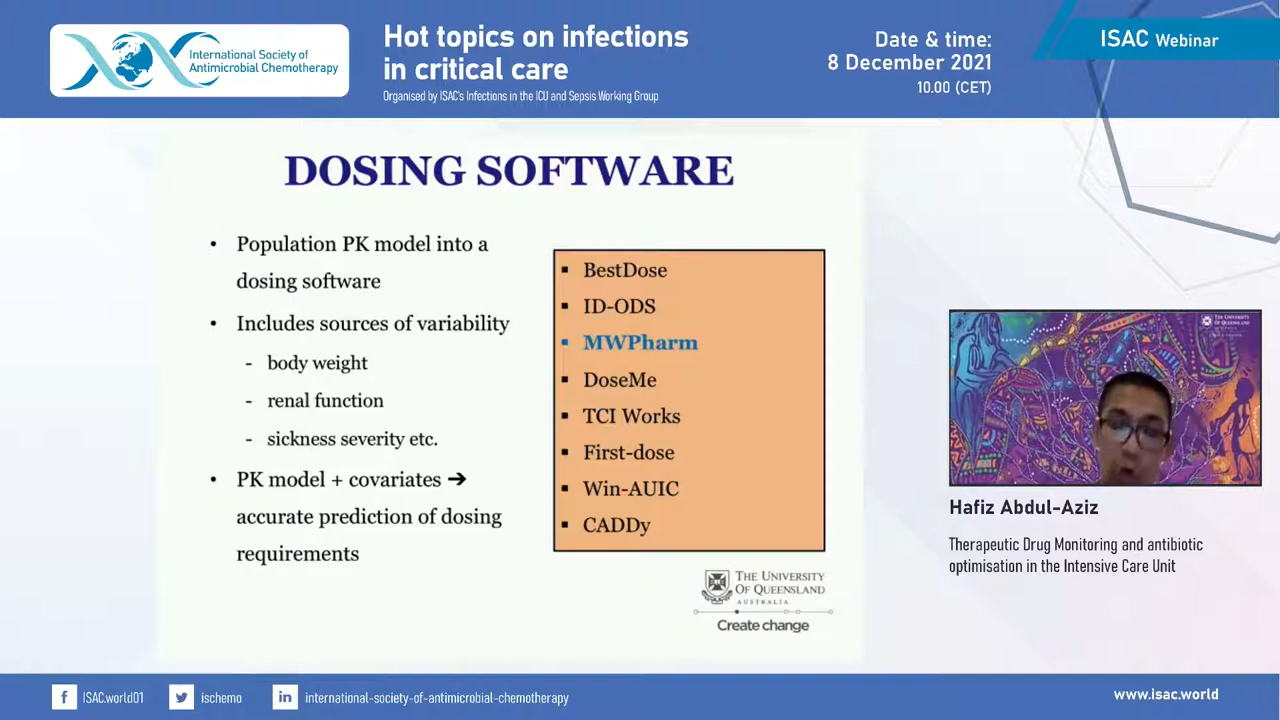 International Society of
Antimicrobial Chemotherapy
Hot topics on infections
in critical care
Organised by ISAC's Infections in the ICU and Sepsis Working Group
Date & time:
8 December 2021
10.00 (CET)
ISAC Webinar
DOSING SOFTWARE
• Population PK model into a
dosing software
• Includes sources of variability
- body weight
- renal function
- sickness severity etc.
• PK model + covariates ➔
accurate prediction of dosing
requirements
▪ BestDose
▪ ID-ODS
▪ MWPharm
▪ DoseMe
▪ TCI Works
▪ First-dose
▪ Win-AUIC
▪ CADDy
THE UNIVERSITY
OF QUEENSLAND
AUSTRALIA
Create change
THE UNIVERSITY
OF QUEENSLAND
Hafiz Abdul-Aziz
Therapeutic Drug Monitoring and antibiotic
optimisation in the Intensive Care Unit
ISAC.world01
ischemo
international-society-of-antimicrobial-chemotherapy
www.isac.world